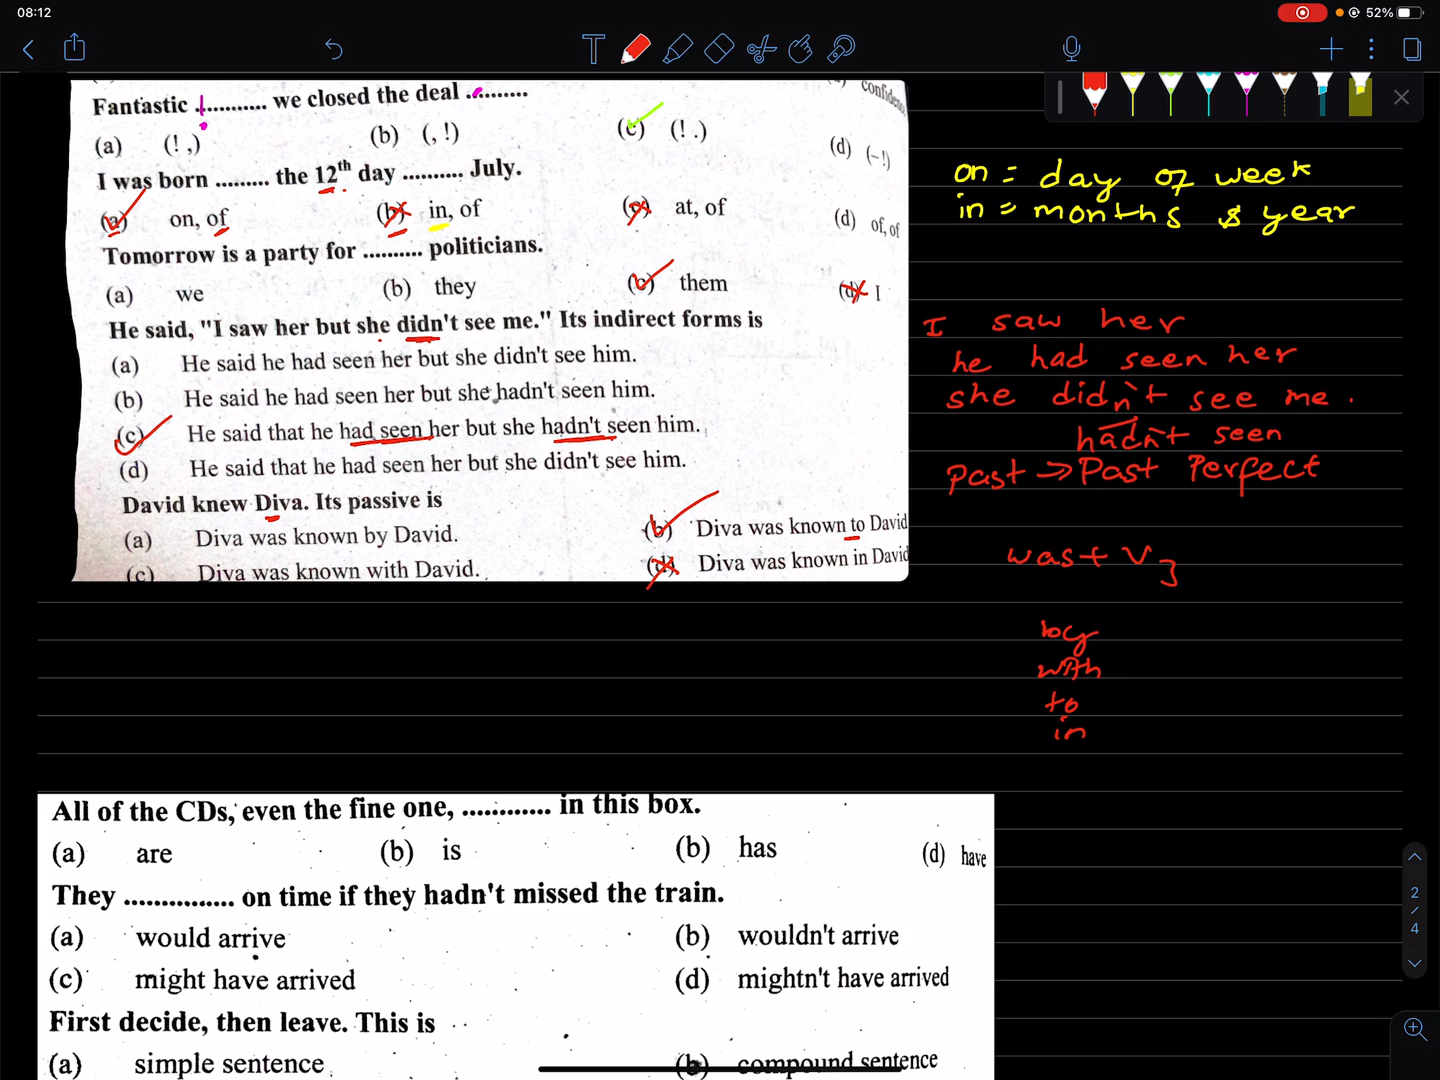 08:12
52%
Confiden
Fantastic ........... we closed the deal ..........
(a) (! ,) (b) (, !) (c) (! .) (d) (–!)
I was born ......... the 12th day .......... July.
(a) on, of (b) in, of (c) at, of (d) of, of
Tomorrow is a party for .......... politicians.
(a) we (b) they (c) them (d) I
He said, "I saw her but she didn't see me." Its indirect forms is
(a) He said he had seen her but she didn't see him.
(b) He said he had seen her but she hadn't seen him.
(c) He said that he had seen her but she hadn't seen him.
(d) He said that he had seen her but she didn't see him.
David knew Diva. Its passive is
(a) Diva was known by David. (b) Diva was known to David
(c) Diva was known with David. (d) Diva was known in David
on = day of week
in = months & year
I saw her
he had seen her
she didn't see me.
hadn't seen
Past => Past Perfect
was + V3
by
with
to
in
All of the CDs, even the fine one, ............ in this box.
(a) are (b) is (b) has (d) have
They ............... on time if they hadn't missed the train.
(a) would arrive (b) wouldn't arrive
(c) might have arrived (d) mightn't have arrived
First decide, then leave. This is
(a) simple sentence (b) compound sentence
2
/
4